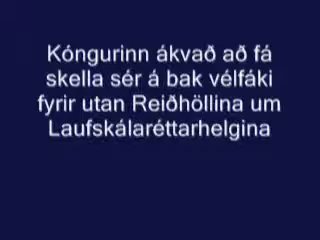 Kóngurinn ákvað að fá
skella sér á bak vélfáki
fyrir utan Reiðhöllina um
Laufskálaréttarhelgina